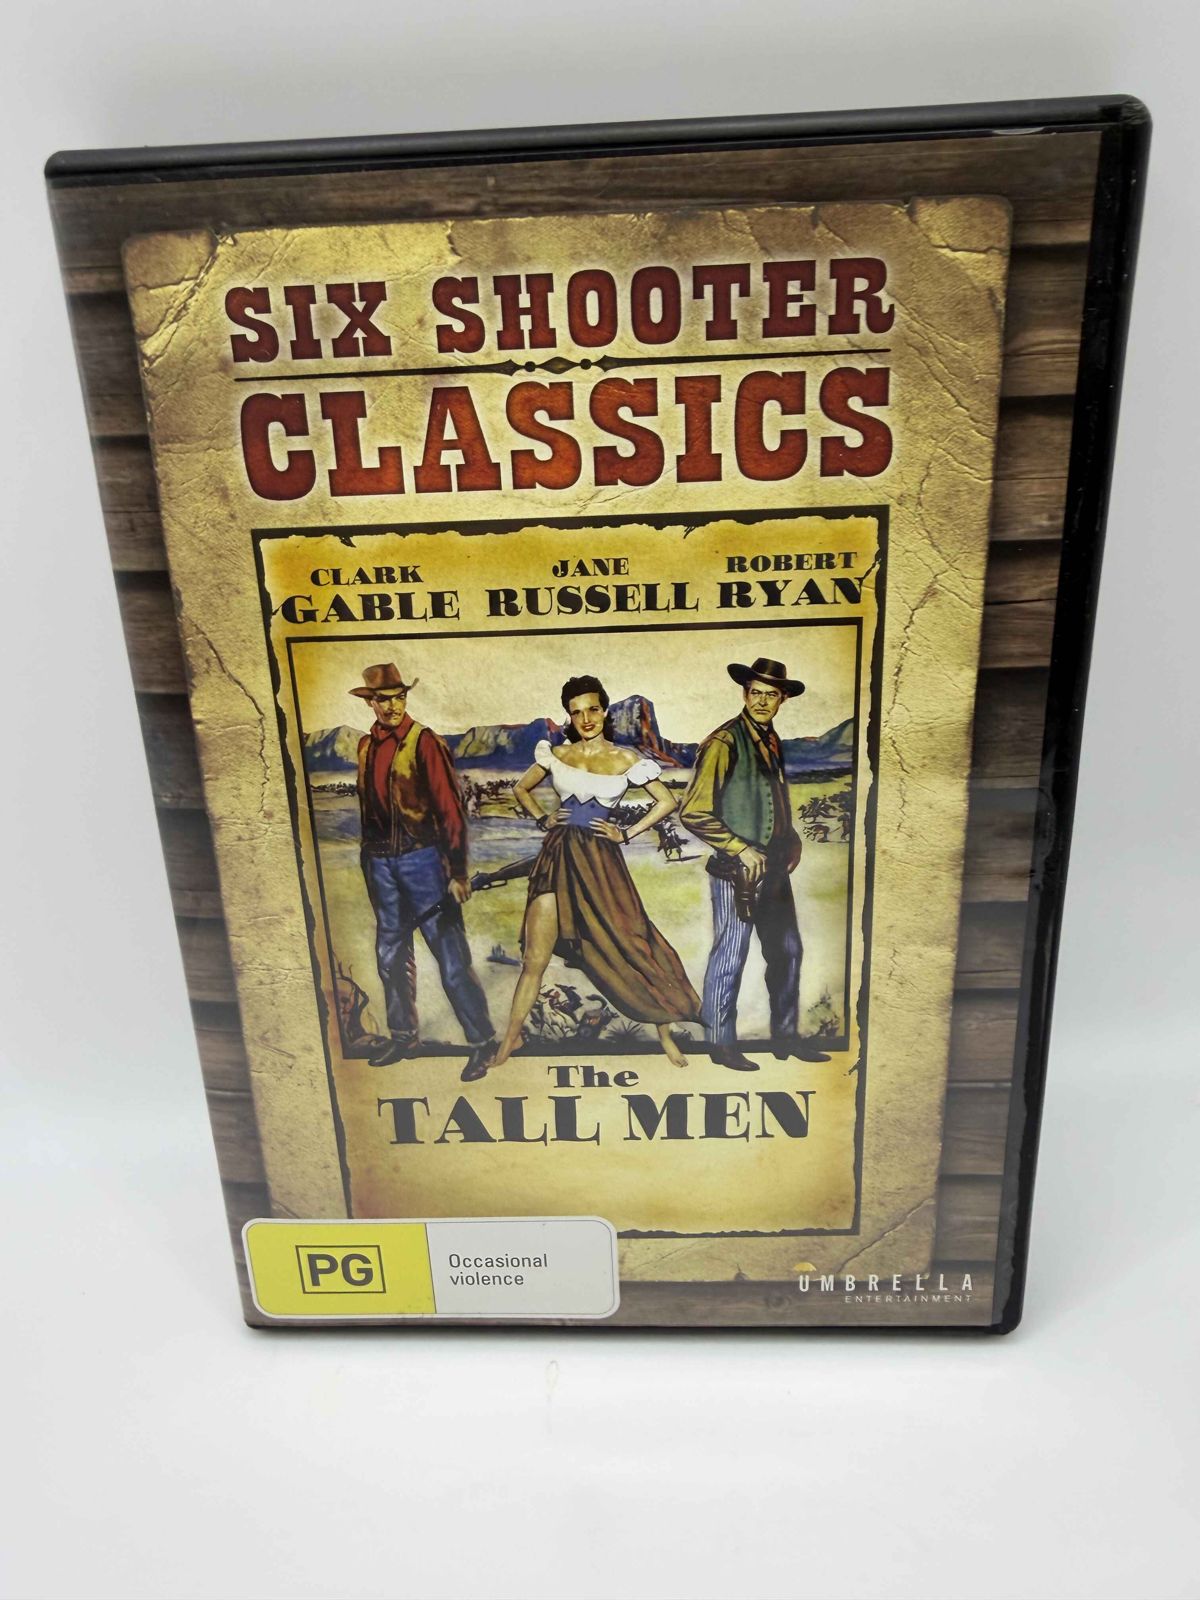 SIX SHOOTER
CLASSICS
CLARK JANE ROBERT
GABLE RUSSELL RYAN
The
TALL MEN
PG
Occasional
violence
UMBRELLA
ENTERTAINMENT